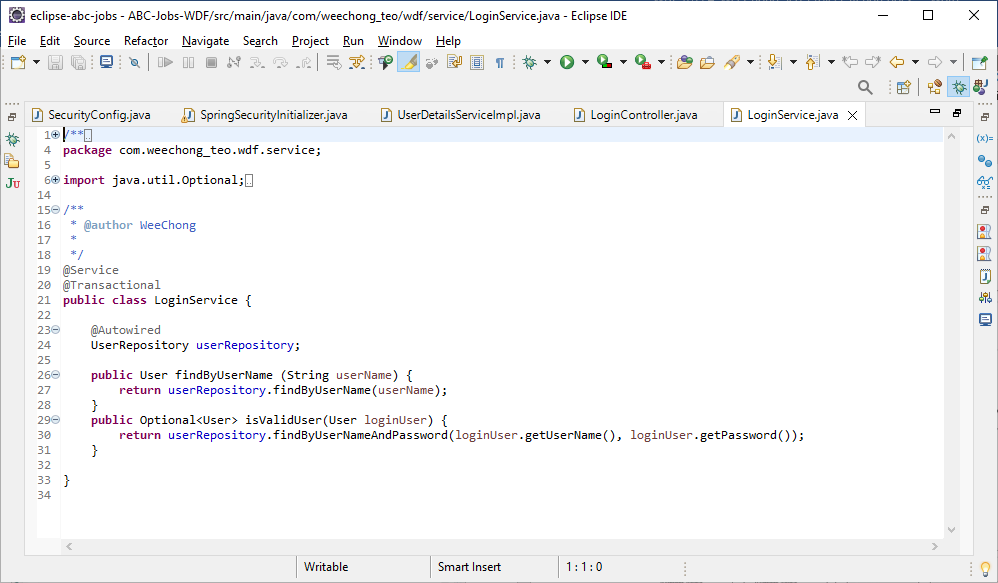 eclipse-abc-jobs - ABC-Jobs-WDF/src/main/java/com/weechong_teo/wdf/service/LoginService.java - Eclipse IDE
File Edit Source Refactor Navigate Search Project Run Window Help
SecurityConfig.java SpringSecurityInitializer.java UserDetailsServiceImpl.java LoginController.java LoginService.java
1 /**
4 package com.weechong_teo.wdf.service;
5
6 import java.util.Optional;
14
15 /**
16 * @author WeeChong
17 *
18 */
19 @Service
20 @Transactional
21 public class LoginService {
22
23 @Autowired
24 UserRepository userRepository;
25
26 public User findByUserName (String userName) {
27 return userRepository.findByUserName(userName);
28 }
29 public Optional<User> isValidUser(User loginUser) {
30 return userRepository.findByUserNameAndPassword(loginUser.getUserName(), loginUser.getPassword());
31 }
32
33 }
34
Writable Smart Insert 1 : 1 : 0